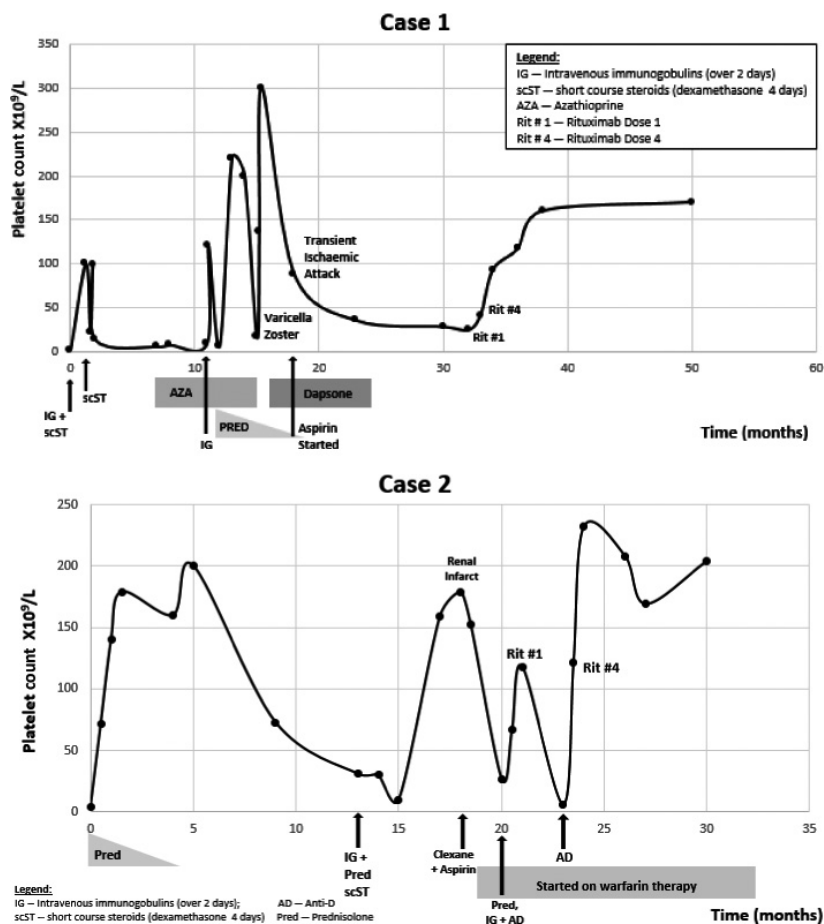 Case 1
Platelet count X10⁹/L
350
300
250
200
150
100
50
0
Legend:
IG — Intravenous immunogobulins (over 2 days)
scST — short course steroids (dexamethasone 4 days)
AZA — Azathioprine
Rit # 1 — Rituximab Dose 1
Rit # 4 — Rituximab Dose 4
Transient
Ischaemic
Attack
Varicella
Zoster
Rit #4
Rit #1
0 10 20 30 40 50 60
IG +
scST
scST
AZA
IG
PRED
Dapsone
Aspirin
Started
Time (months)
Case 2
Platelet count X10⁹/L
250
200
150
100
50
0
Renal
Infarct
Rit #1
Rit #4
0 5 10 15 20 25 30 35
Pred
IG +
Pred
scST
Clexane
+ Aspirin
Pred,
IG + AD
AD
Started on warfarin therapy
Time (months)
Legend:
IG — Intravenous immunogobulins (over 2 days); AD — Anti-D
scST — short course steroids (dexamethasone 4 days) Pred — Prednisolone